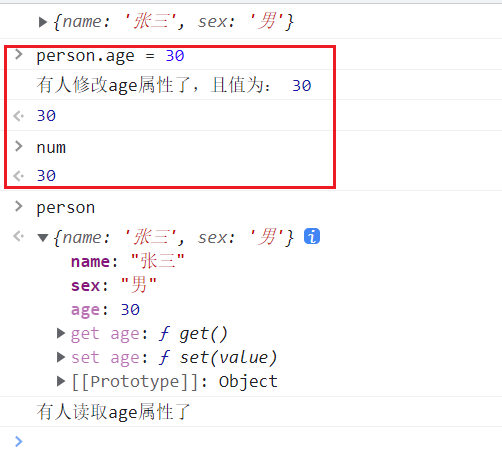 ▶{name: '张三', sex: '男'}
> person.age = 30
有人修改age属性了，且值为： 30
30
> num
30
> person
▼{name: '张三', sex: '男'} i
name: "张三"
sex: "男"
age: 30
▶get age: ƒ get()
▶set age: ƒ set(value)
▶[[Prototype]]: Object
有人读取age属性了
>